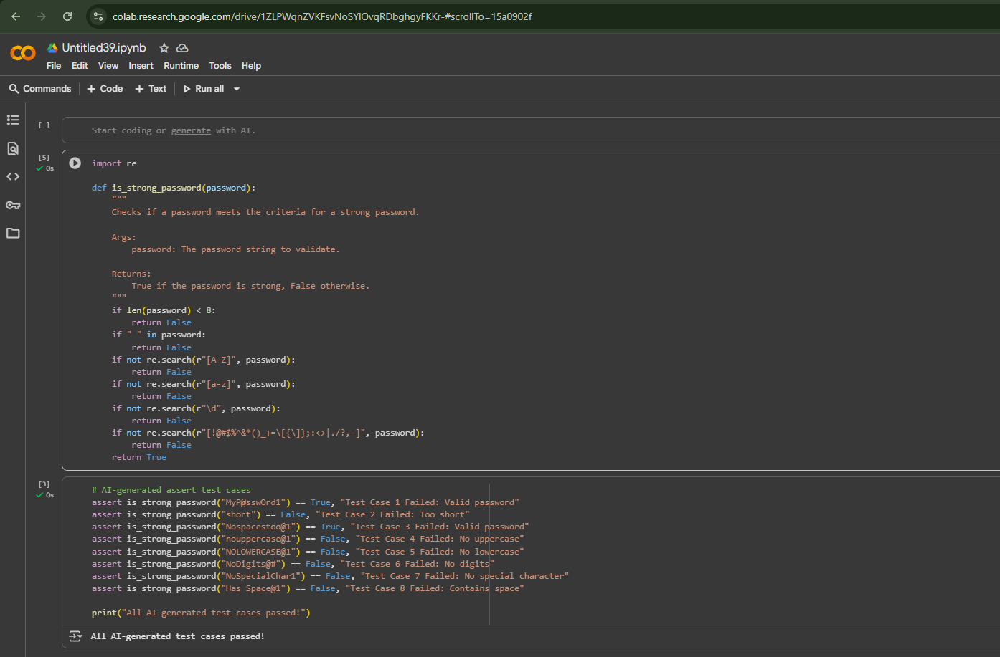 colab.research.google.com/drive/1ZLPWqnZVKFsvNoSYlOvqRDbghgyFKKr-#scrollTo=15a0902f
Untitled39.ipynb
File Edit View Insert Runtime Tools Help
Commands + Code + Text Run all
[ ]
Start coding or generate with AI.
[5]
0s
import re
def is_strong_password(password):
"""
Checks if a password meets the criteria for a strong password.
Args:
password: The password string to validate.
Returns:
True if the password is strong, False otherwise.
"""
if len(password) < 8:
return False
if " " in password:
return False
if not re.search(r"[A-Z]", password):
return False
if not re.search(r"[a-z]", password):
return False
if not re.search(r"\d", password):
return False
if not re.search(r"[!@#$%^&*()_+=\[{\]};:<>|./?,-]", password):
return False
return True
[3]
0s
# AI-generated assert test cases
assert is_strong_password("MyP@sswOrd1") == True, "Test Case 1 Failed: Valid password"
assert is_strong_password("short") == False, "Test Case 2 Failed: Too short"
assert is_strong_password("Nospacestoo@1") == True, "Test Case 3 Failed: Valid password"
assert is_strong_password("nouppercase@1") == False, "Test Case 4 Failed: No uppercase"
assert is_strong_password("NOLOWERCASE@1") == False, "Test Case 5 Failed: No lowercase"
assert is_strong_password("NoDigits@#") == False, "Test Case 6 Failed: No digits"
assert is_strong_password("NoSpecialChar1") == False, "Test Case 7 Failed: No special character"
assert is_strong_password("Has Space@1") == False, "Test Case 8 Failed: Contains space"
print("All AI-generated test cases passed!")
All AI-generated test cases passed!